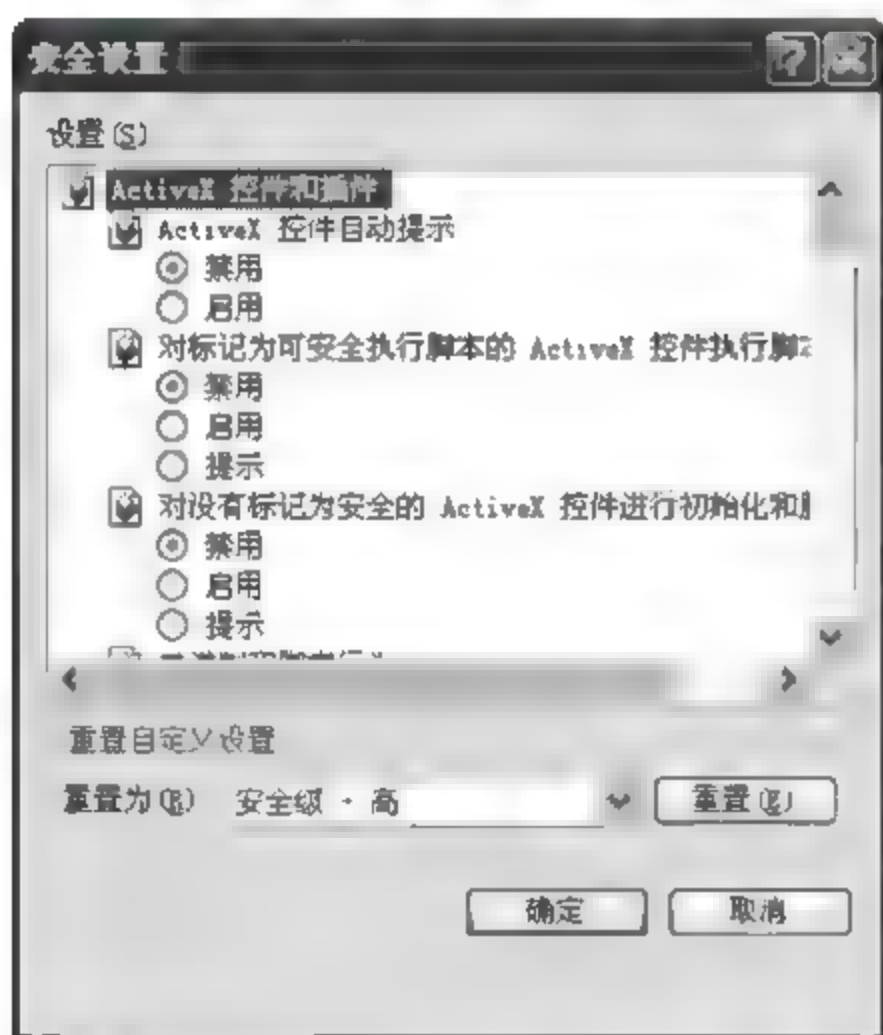 安全设置
设置(S)
ActiveX 控件和插件
ActiveX 控件自动提示
禁用
启用
对标记为可安全执行脚本的 ActiveX 控件执行脚本
禁用
启用
提示
对没有标记为安全的 ActiveX 控件进行初始化和
禁用
启用
提示
重置自定义设置
重置为(R) 安全级 - 高 重置(E)
确定 取消